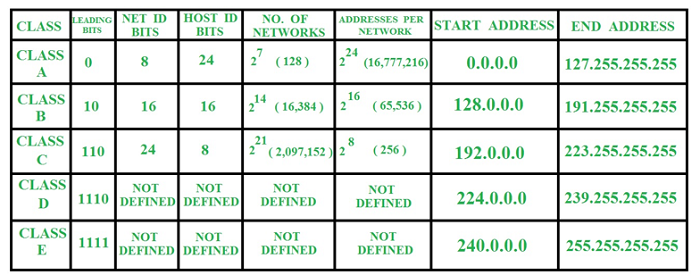 CLASS LEADING BITS NET ID BITS HOST ID BITS NO. OF NETWORKS ADDRESSES PER NETWORK START ADDRESS END ADDRESS
CLASS A 0 8 24 2^7 ( 128 ) 2^24 (16,777,216) 0.0.0.0 127.255.255.255
CLASS B 10 16 16 2^14 ( 16,384 ) 2^16 ( 65,536 ) 128.0.0.0 191.255.255.255
CLASS C 110 24 8 2^21 ( 2,097,152 ) 2^8 ( 256 ) 192.0.0.0 223.255.255.255
CLASS D 1110 NOT DEFINED NOT DEFINED NOT DEFINED NOT DEFINED 224.0.0.0 239.255.255.255
CLASS E 1111 NOT DEFINED NOT DEFINED NOT DEFINED NOT DEFINED 240.0.0.0 255.255.255.255